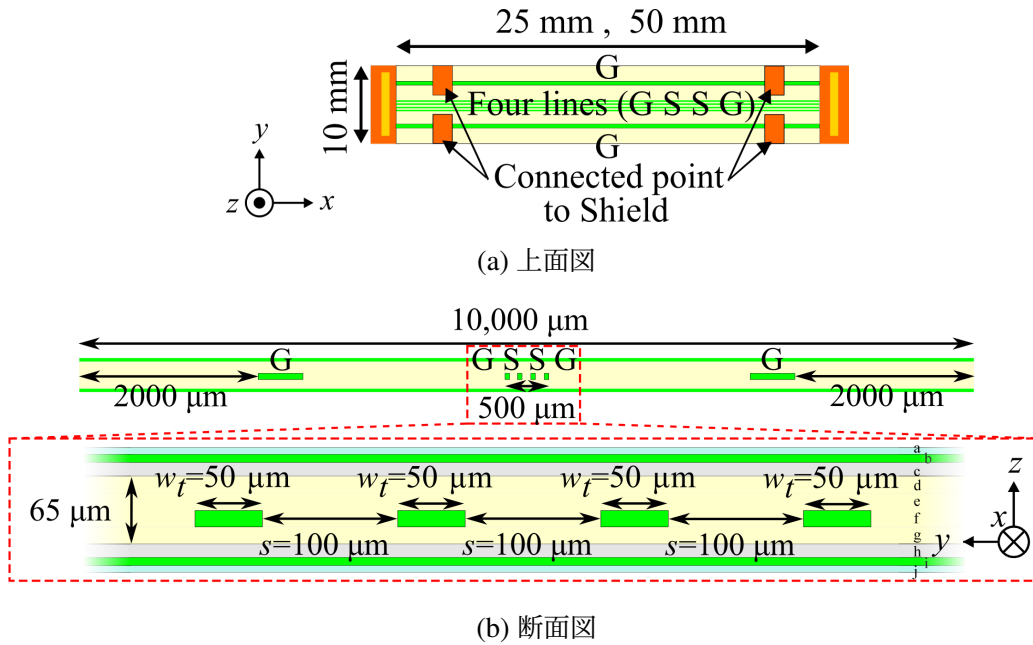 25 mm , 50 mm
10 mm
G
Four lines (G S S G)
G
Connected point
to Shield
y
z
x
(a) 上面図
10,000 μm
G
G S S G
G
2000 μm
500 μm
2000 μm
wt=50 μm
wt=50 μm
wt=50 μm
wt=50 μm
65 μm
s=100 μm
s=100 μm
s=100 μm
a
b
c
d
e
f
g
h
i
j
z
x
y
(b) 断面図